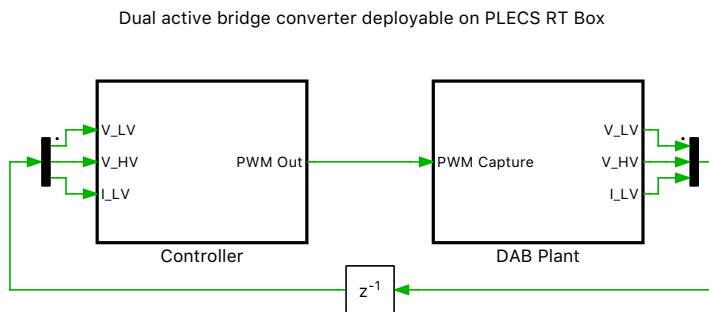 Dual active bridge converter deployable on PLECS RT Box
V_LV
V_HV
I_LV
PWM Out
Controller
PWM Capture
V_LV
V_HV
I_LV
DAB Plant
z⁻¹